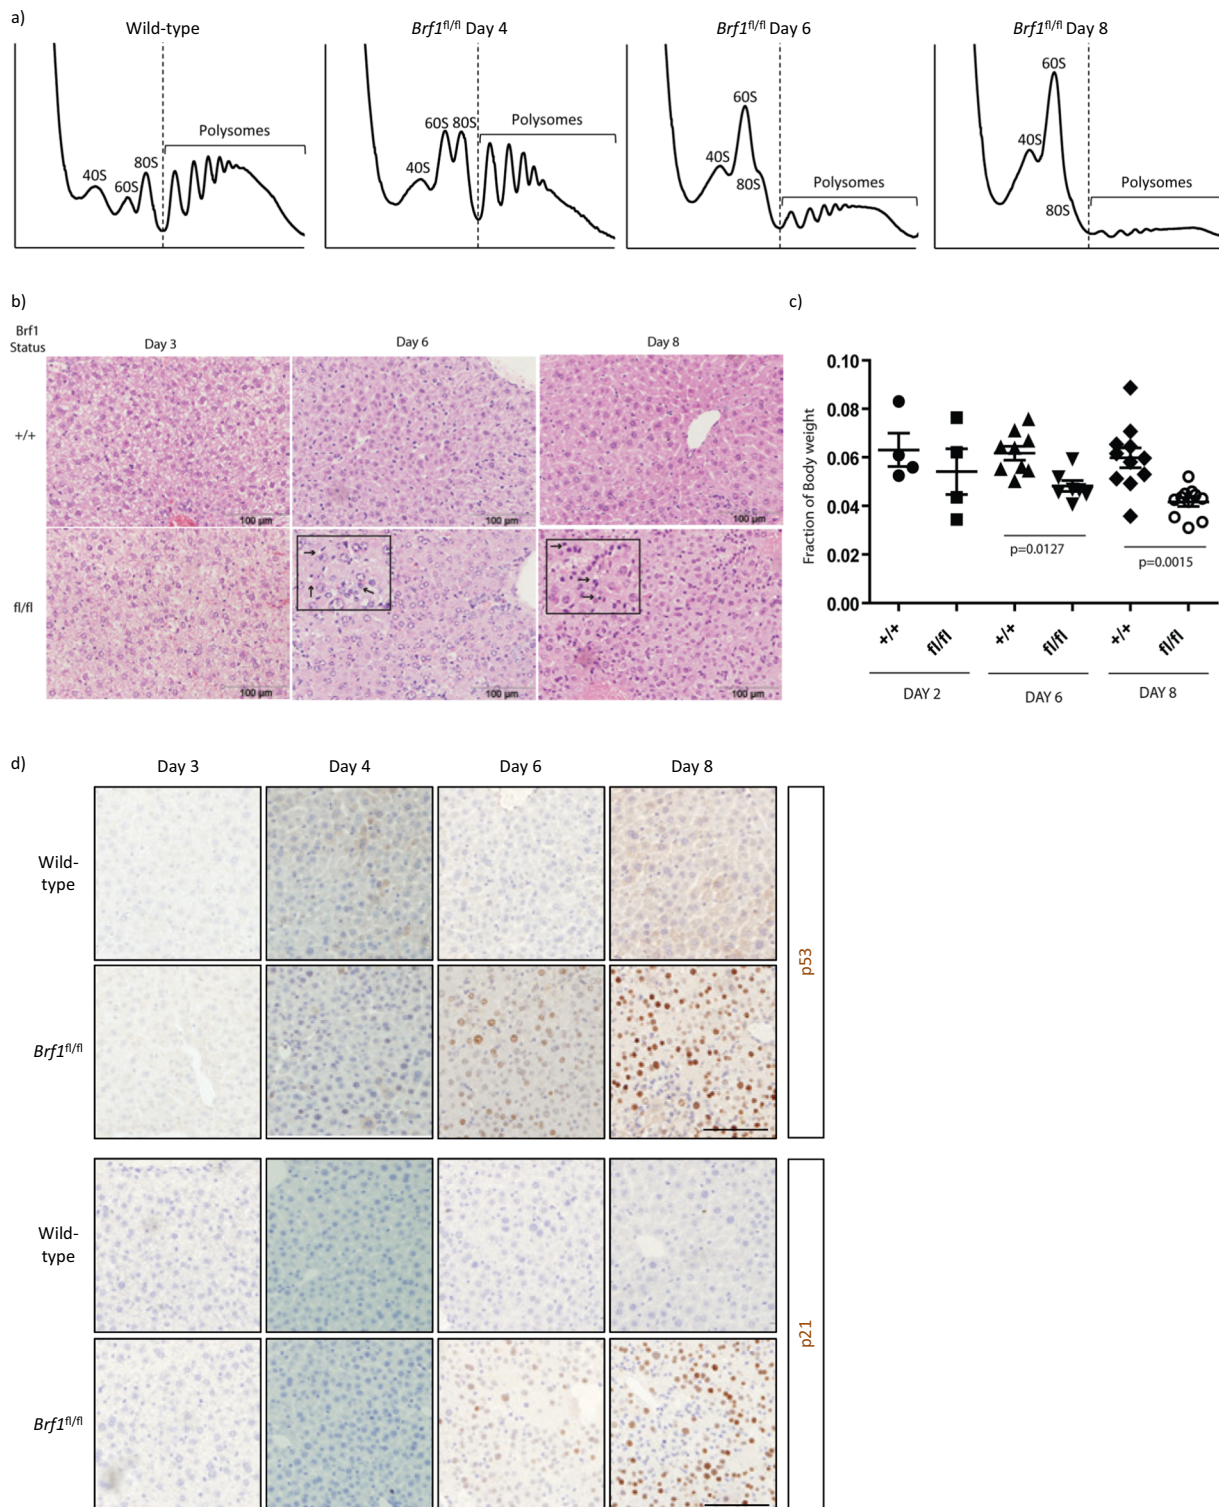 a)
Wild-type
Brf1fl/fl Day 4
Brf1fl/fl Day 6
Brf1fl/fl Day 8
40S
60S
80S
Polysomes
40S
60S
80S
Polysomes
40S
60S
80S
Polysomes
40S
60S
80S
Polysomes
b)
Brf1
Status
Day 3
Day 6
Day 8
+/+
100 µm
100 µm
100 µm
fl/fl
100 µm
100 µm
100 µm
c)
Fraction of Body weight
0.10
0.08
0.06
0.04
0.02
0.00
p=0.0127
p=0.0015
+/+
fl/fl
+/+
fl/fl
+/+
fl/fl
DAY 2
DAY 6
DAY 8
d)
Day 3
Day 4
Day 6
Day 8
Wild-
type
Brf1fl/fl
p53
Wild-
type
Brf1fl/fl
p21